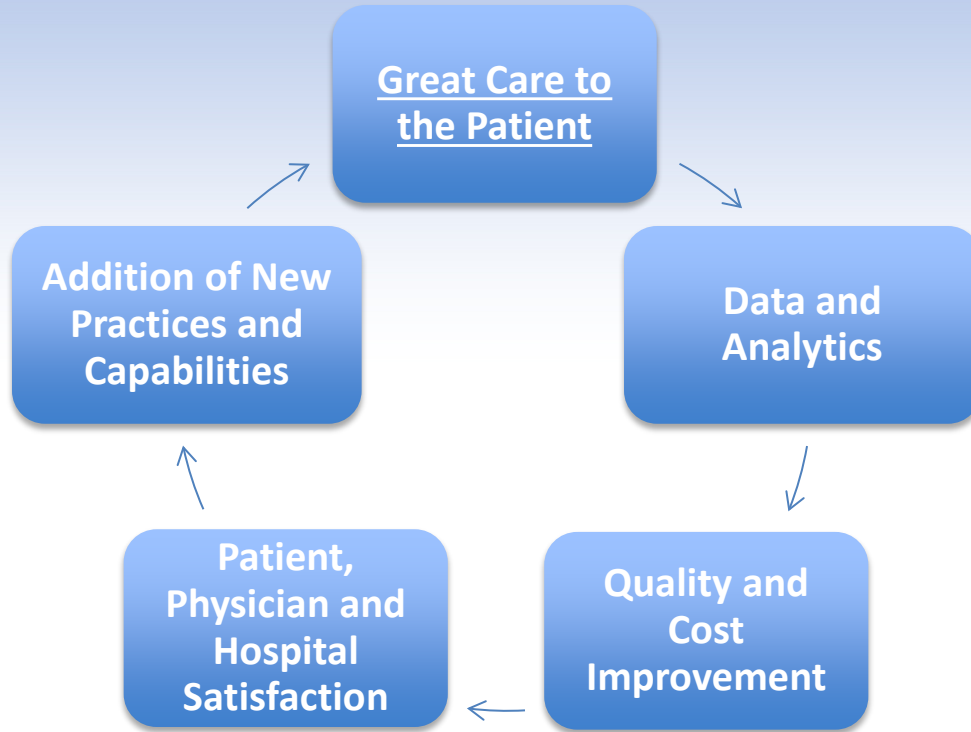 Great Care to
the Patient
Data and
Analytics
Quality and
Cost
Improvement
Patient,
Physician and
Hospital
Satisfaction
Addition of New
Practices and
Capabilities